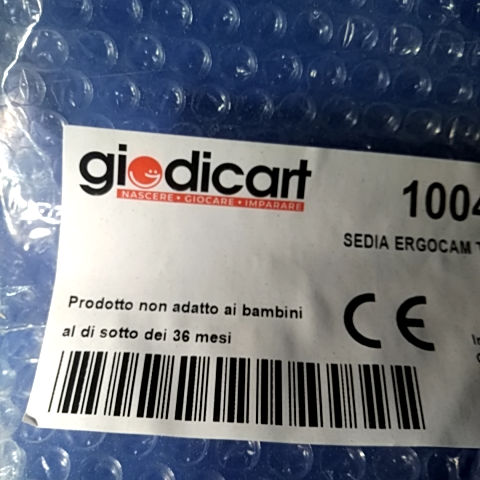 giodicart
NASCERE • GIOCARE • IMPARARE
1004
SEDIA ERGOCAM
Prodotto non adatto ai bambini
al di sotto dei 36 mesi
CE